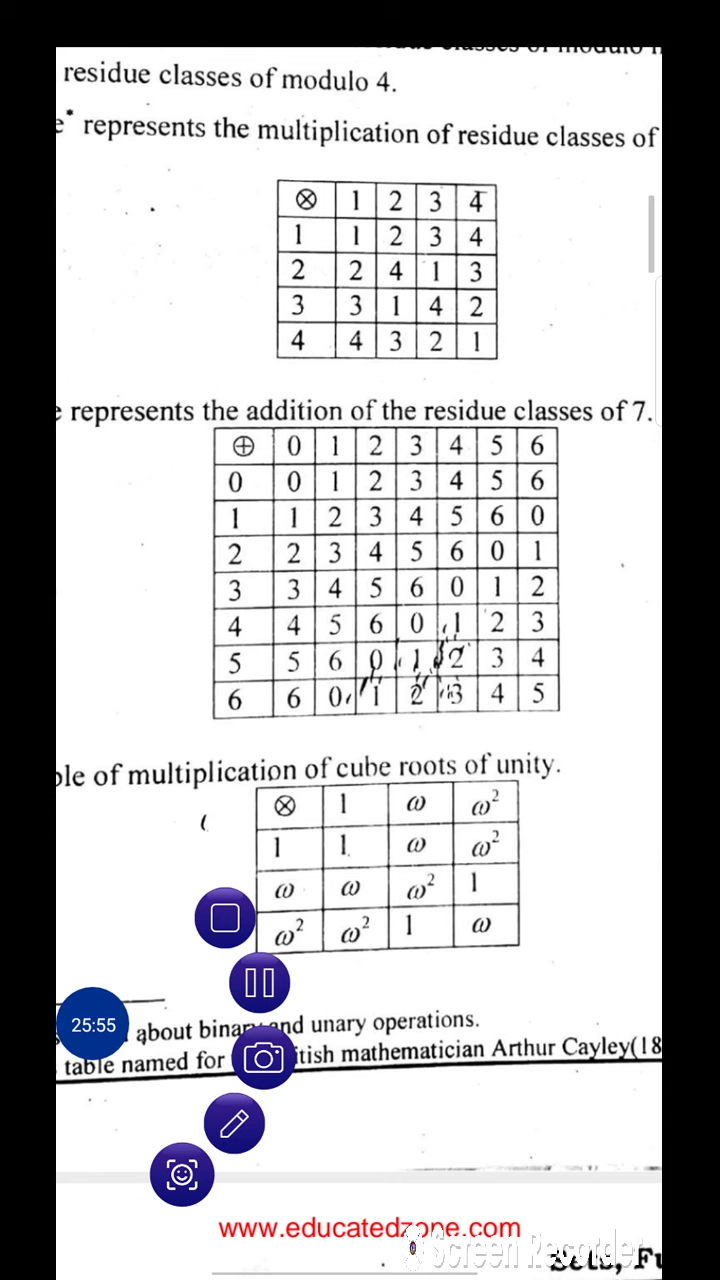 residue classes of modulo 4.
e* represents the multiplication of residue classes of
⊗ 1 2 3 4
1 1 2 3 4
2 2 4 1 3
3 3 1 4 2
4 4 3 2 1
e represents the addition of the residue classes of 7.
⊕ 0 1 2 3 4 5 6
0 0 1 2 3 4 5 6
1 1 2 3 4 5 6 0
2 2 3 4 5 6 0 1
3 3 4 5 6 0 1 2
4 4 5 6 0 1 2 3
5 5 6 0 1 2 3 4
6 6 0 1 2 3 4 5
ble of multiplication of cube roots of unity.
⊗ 1 ω ω²
1 1 ω ω²
ω ω ω² 1
ω² ω² 1 ω
25:55
about binary and unary operations.
table named for itish mathematician Arthur Cayley(18
www.educatedzone.com
Screen Recorder
Sets, Fu